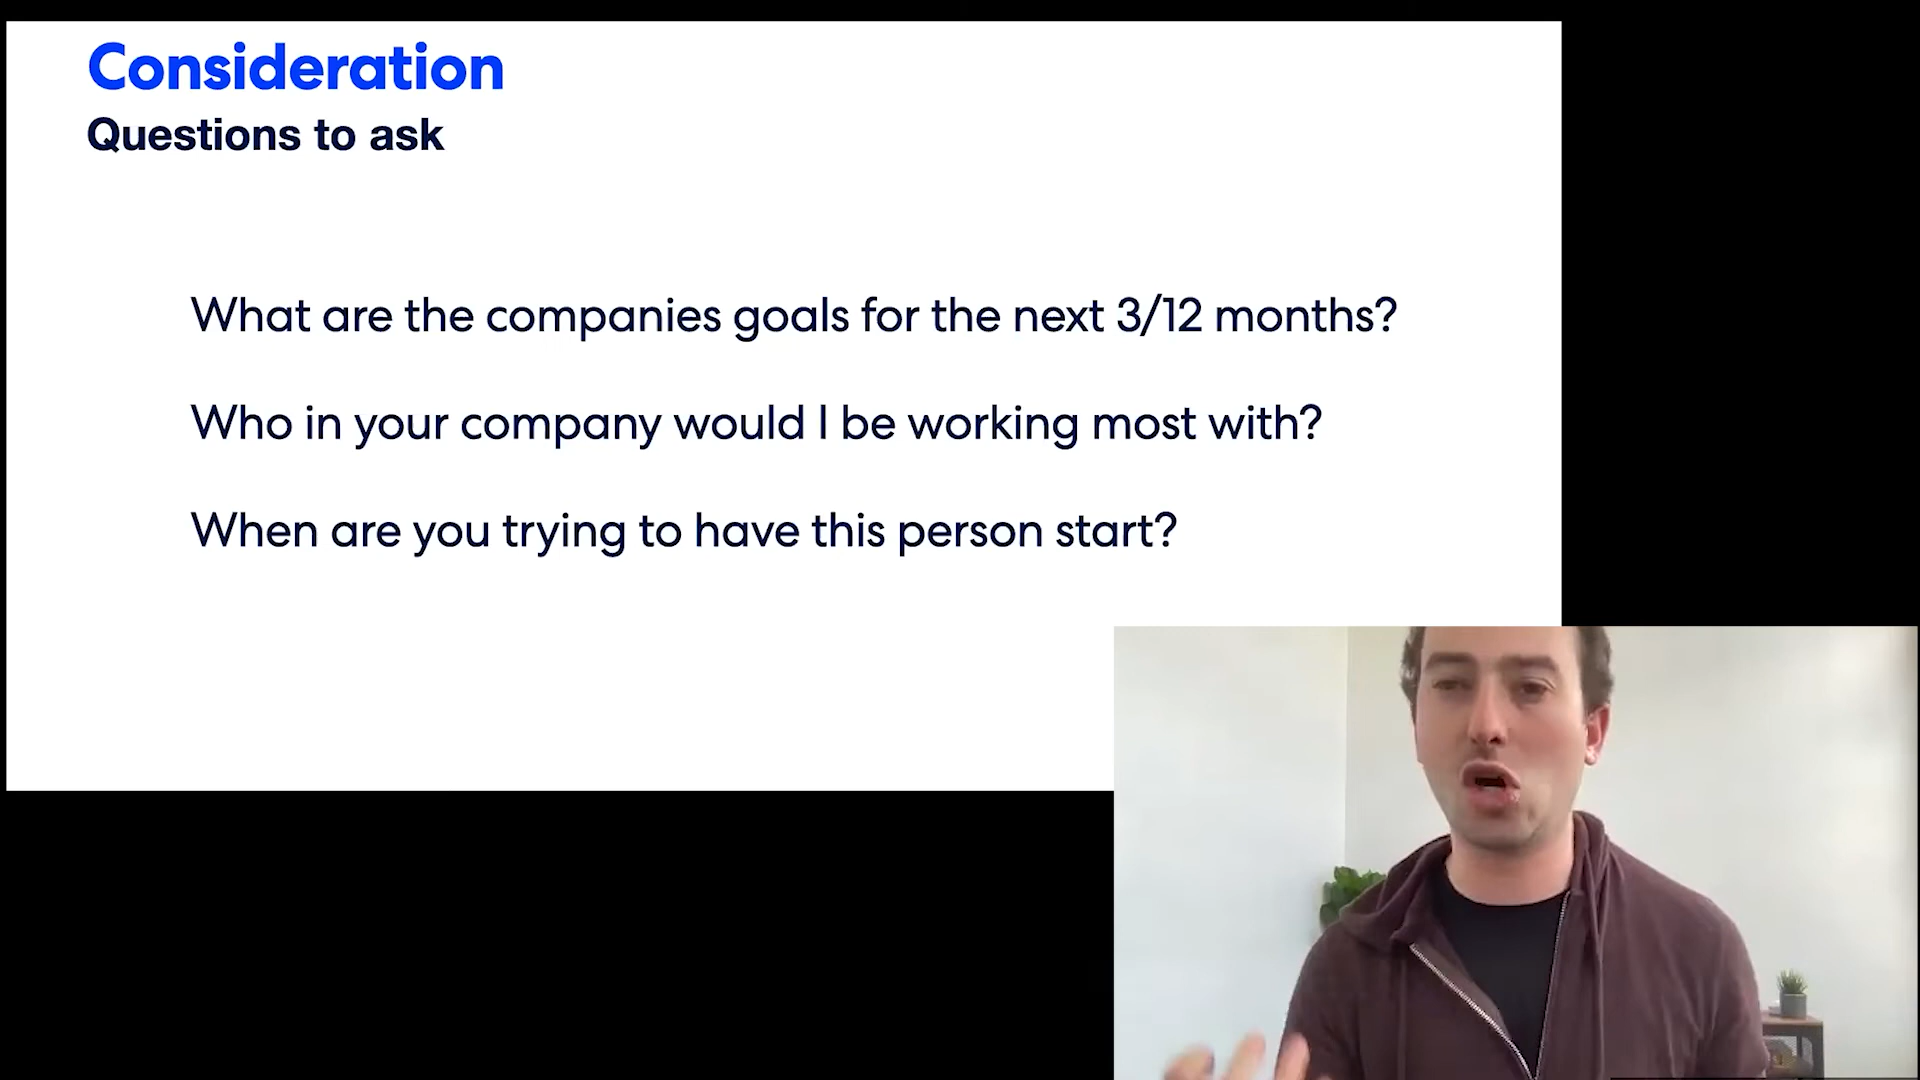 Consideration
Questions to ask
What are the companies goals for the next 3/12 months?
Who in your company would I be working most with?
When are you trying to have this person start?